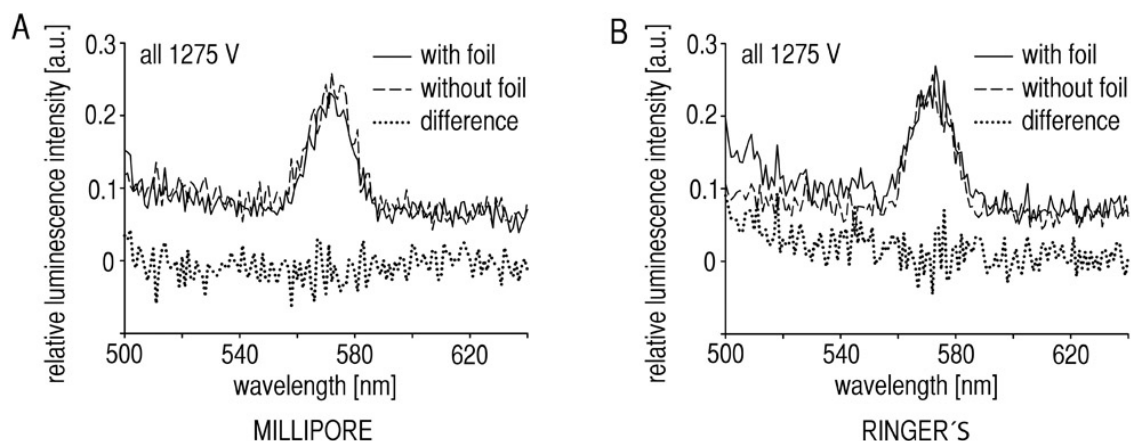 A
relative luminescence intensity [a.u.]
0.3
0.2
0.1
0
all 1275 V
with foil
without foil
difference
500
540
580
620
wavelength [nm]
MILLIPORE
B
relative luminescence intensity [a.u.]
0.3
0.2
0.1
0
all 1275 V
with foil
without foil
difference
500
540
580
620
wavelength [nm]
RINGER´S